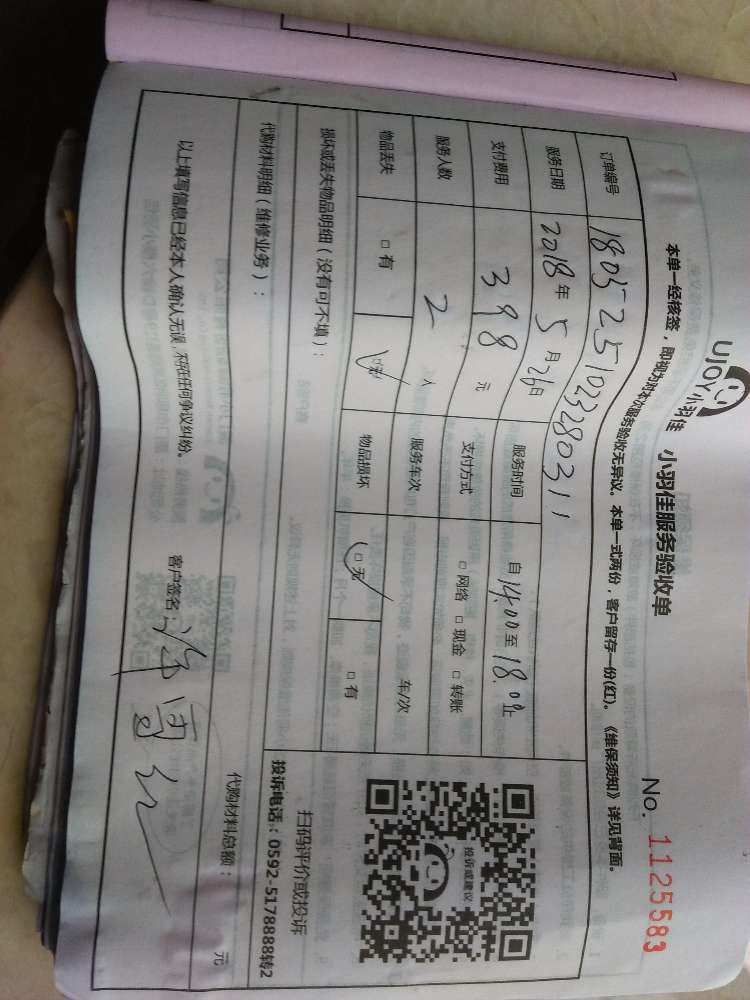 UJOY小羽佳 小羽佳服务验收单 No. 1125583
本单一经核签，即视为对本次服务验收无异议。本单一式两份，客户留存一份(红)。《维保须知》详见背面。
订单编号 1805251023280311
服务日期 2018年5月26日 服务时间 自14.00至18.0止
支付费用 398元 支付方式 □网络 □现金 □转账
服务人数 2人 服务车次 车/次
物品丢失 □有 □无 物品损坏 □无 □有
损坏或丢失物品明细（没有可不填）：
投诉或建议
扫码评价或投诉
投诉电话：0592-5178888转2
代购材料明细（维修业务）：
代购材料总额： 元
以上填写信息已经本人确认无误，不存在任何争议纠纷。 客户签名：